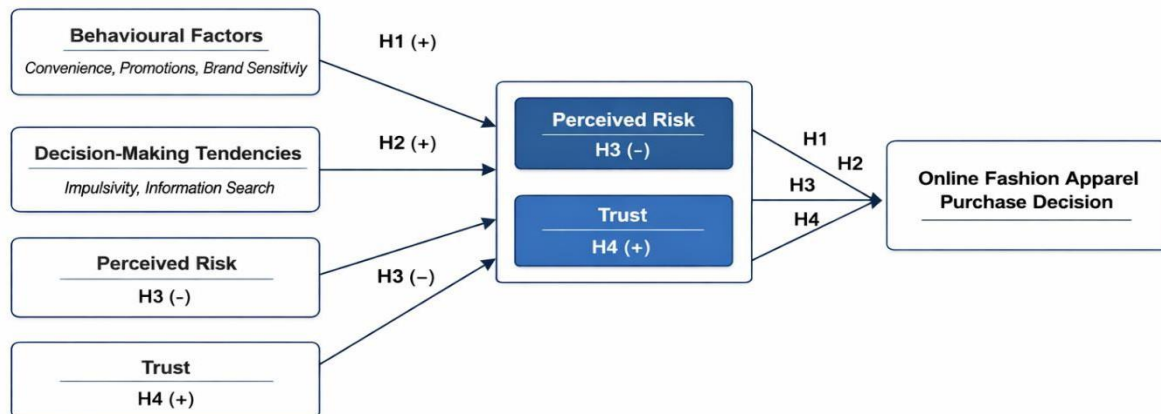 Behavioural Factors
Convenience, Promotions, Brand Sensitviy
Decision-Making Tendencies
Impulsivity, Information Search
Perceived Risk
H3 (-)
Trust
H4 (+)
H1 (+)
H2 (+)
H3 (–)
Perceived Risk
H3 (-)
Trust
H4 (+)
H1
H2
H3
H4
Online Fashion Apparel
Purchase Decision